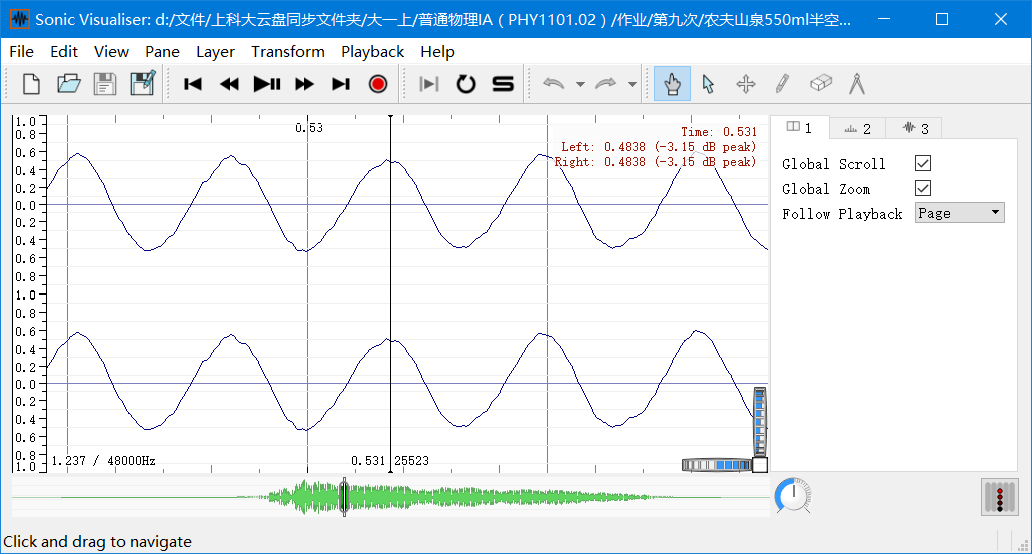 Sonic Visualiser: d:/文件/上科大云盘同步文件夹/大一上/普通物理IA（PHY1101.02）/作业/第九次/农夫山泉550ml半空...
File Edit View Pane Layer Transform Playback Help
1.0
0.8
0.6
0.4
0.2
0.0
0.2
0.4
0.6
0.8
1.0
0.8
0.6
0.4
0.2
0.0
0.2
0.4
0.6
0.8
1.0
0.53
Time: 0.531
Left: 0.4838 (-3.15 dB peak)
Right: 0.4838 (-3.15 dB peak)
1.237 / 48000Hz
0.531 25523
1 2 3
Global Scroll
Global Zoom
Follow Playback Page
Click and drag to navigate